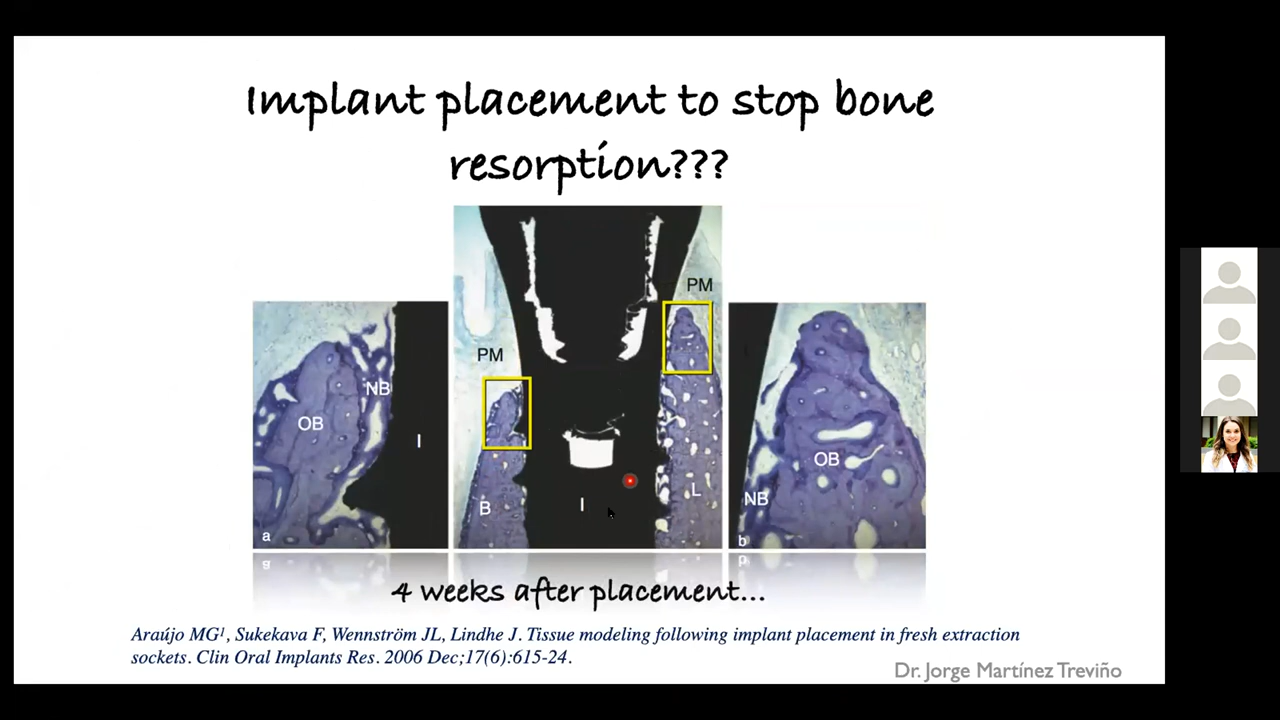 Implant placement to stop bone
resorption???
PM
PM
NB
OB
I
a
B
I
L
OB
NB
b
4 weeks after placement...
Araújo MG¹, Sukekava F, Wennström JL, Lindhe J. Tissue modeling following implant placement in fresh extraction
sockets. Clin Oral Implants Res. 2006 Dec;17(6):615-24.
Dr. Jorge Martínez Treviño